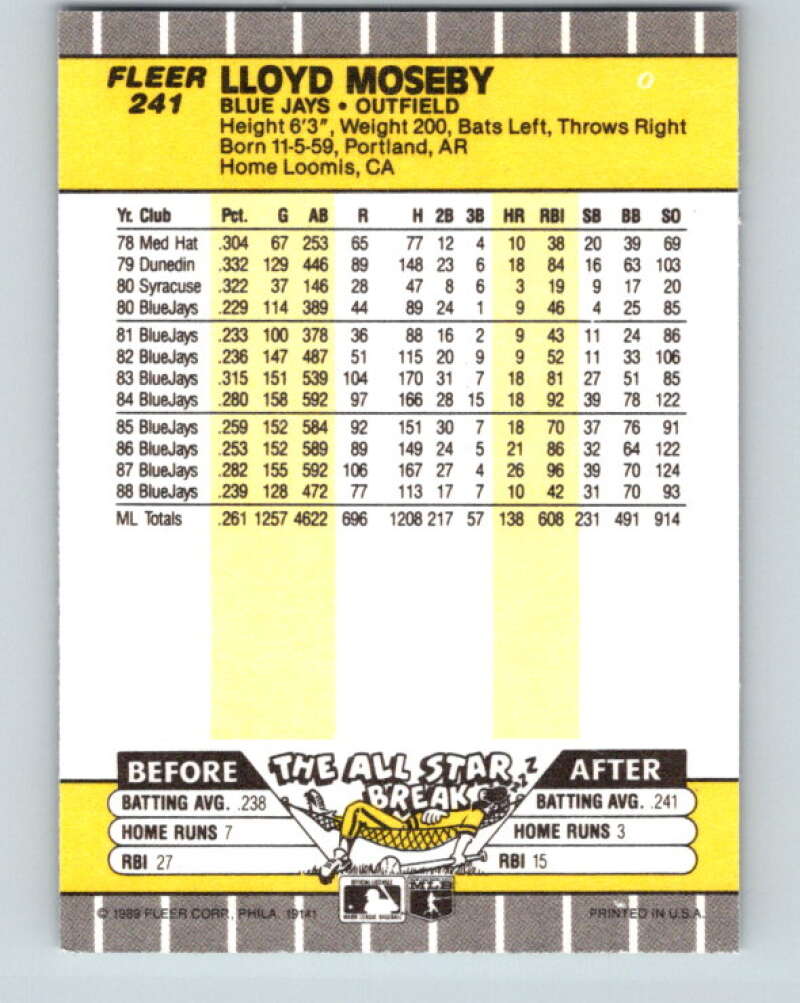 FLEER
241
LLOYD MOSEBY
BLUE JAYS • OUTFIELD
Height 6'3", Weight 200, Bats Left, Throws Right
Born 11-5-59, Portland, AR
Home Loomis, CA
Yr. Club Pct. G AB R H 2B 3B HR RBI SB BB SO
78 Med Hat .304 67 253 65 77 12 4 10 38 20 39 69
79 Dunedin .332 129 446 89 148 23 6 18 84 16 63 103
80 Syracuse .322 37 146 28 47 8 6 3 19 9 17 20
80 BlueJays .229 114 389 44 89 24 1 9 46 4 25 85
81 BlueJays .233 100 378 36 88 16 2 9 43 11 24 86
82 BlueJays .236 147 487 51 115 20 9 9 52 11 33 106
83 BlueJays .315 151 539 104 170 31 7 18 81 27 51 85
84 BlueJays .280 158 592 97 166 28 15 18 92 39 78 122
85 BlueJays .259 152 584 92 151 30 7 18 70 37 76 91
86 BlueJays .253 152 589 89 149 24 5 21 86 32 64 122
87 BlueJays .282 155 592 106 167 27 4 26 96 39 70 124
88 BlueJays .239 128 472 77 113 17 7 10 42 31 70 93
ML Totals .261 1257 4622 696 1208 217 57 138 608 231 491 914
BEFORE THE ALL STAR BREAK ZZZ AFTER
BATTING AVG. .238 BATTING AVG. .241
HOME RUNS 7 HOME RUNS 3
RBI 27 RBI 15
MLB
© 1989 FLEER CORP., PHILA. 19141 PRINTED IN U.S.A.